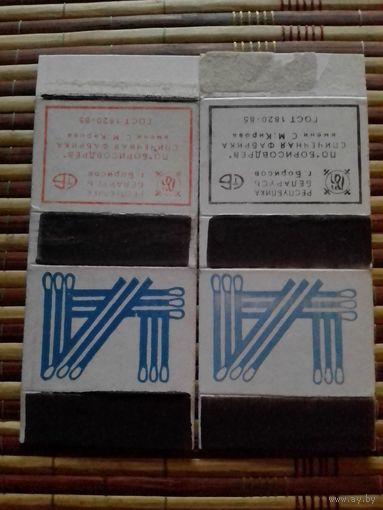 РЕСПУБЛИКА
БЕЛАРУСЬ
г Борисов
ПО"БОРИСОВДРЕВ"
СПИЧЕЧНАЯ ФАБРИКА
имени С.М.Кирова
ГОСТ 1820-85
РЕСПУБЛИКА
БЕЛАРУСЬ
г Борисов
ПО"БОРИСОВДРЕВ"
СПИЧЕЧНАЯ ФАБРИКА
имени С.М.Кирова
ГОСТ 1820-85
www.ay.by